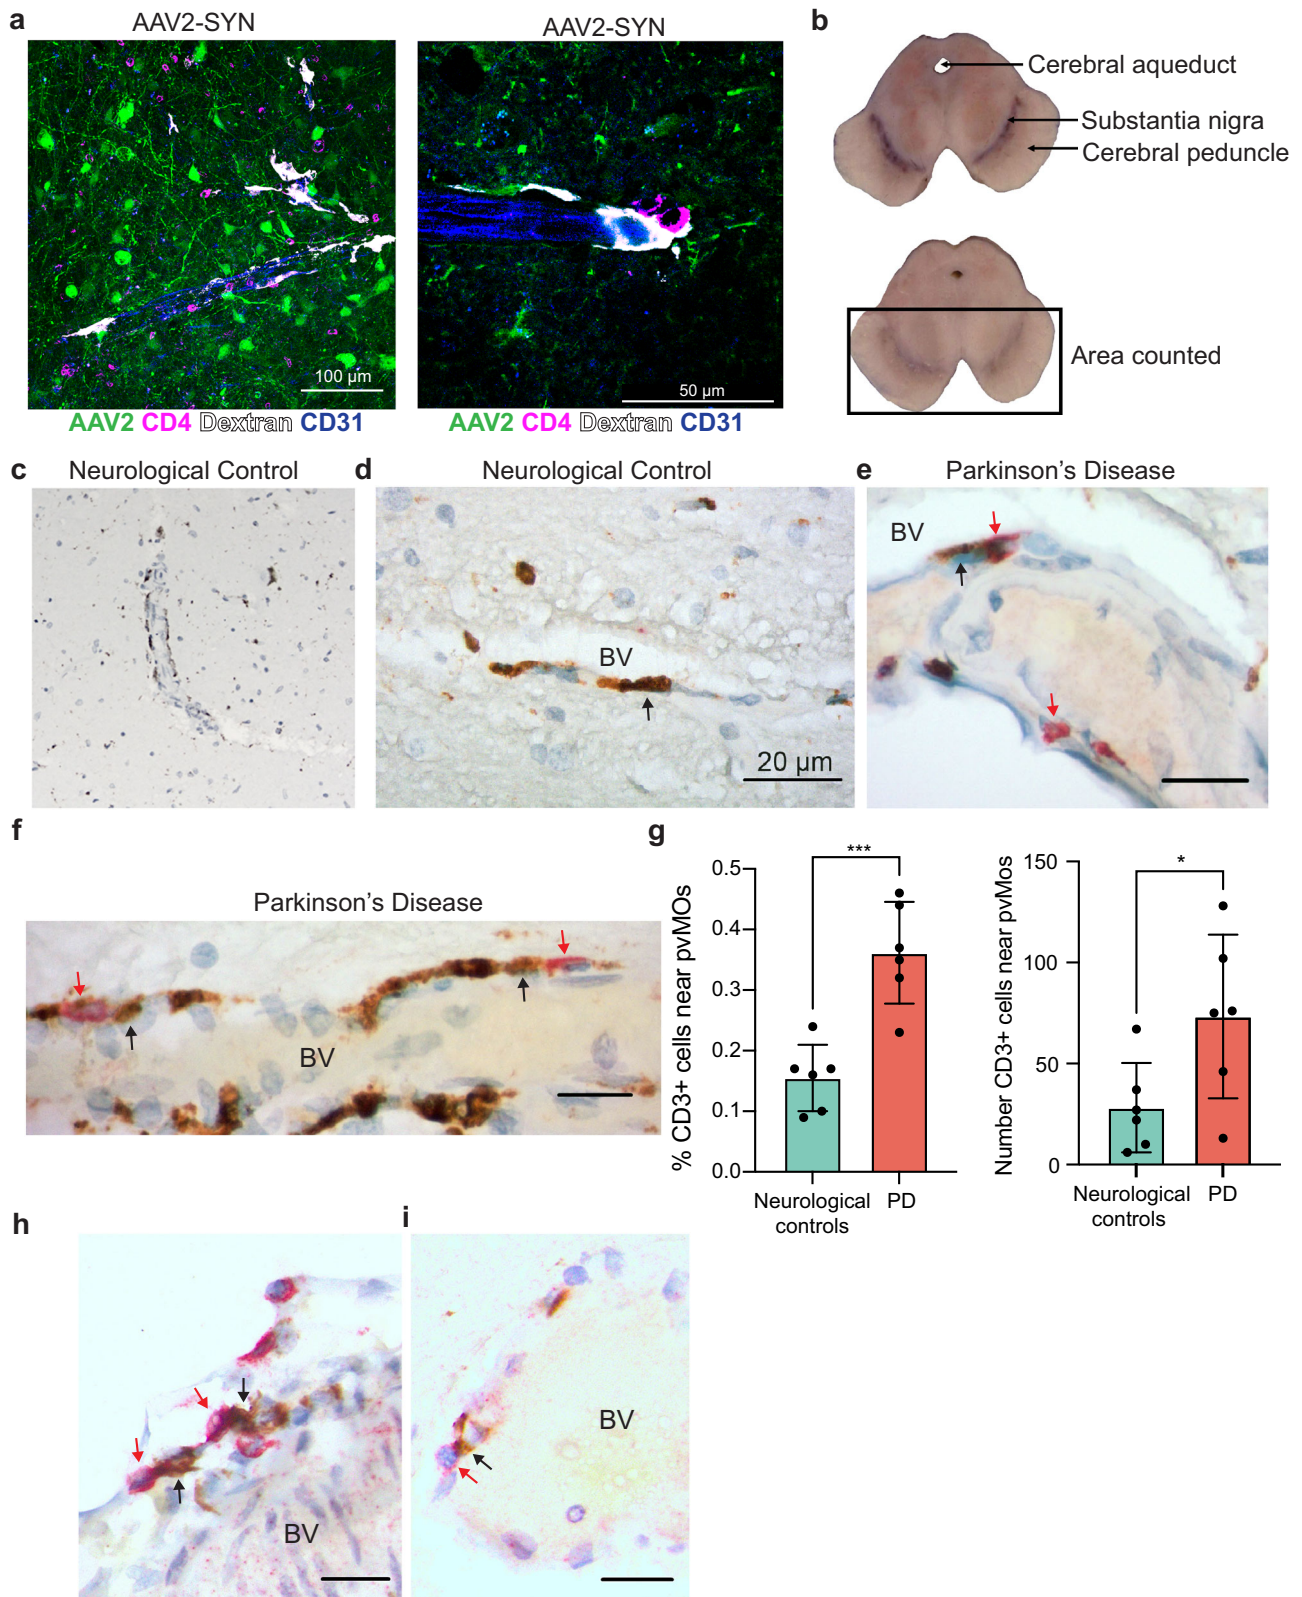 a
AAV2-SYN
AAV2-SYN
100 µm
50 µm
AAV2 CD4 Dextran CD31
AAV2 CD4 Dextran CD31
b
Cerebral aqueduct
Substantia nigra
Cerebral peduncle
Area counted
c
Neurological Control
d
Neurological Control
BV
20 µm
e
Parkinson's Disease
BV
f
Parkinson's Disease
BV
g
% CD3+ cells near pvMOs
0.5
0.4
0.3
0.2
0.1
0.0
***
Neurological
controls
PD
Number CD3+ cells near pvMOs
150
100
50
0
*
Neurological
controls
PD
h
BV
i
BV